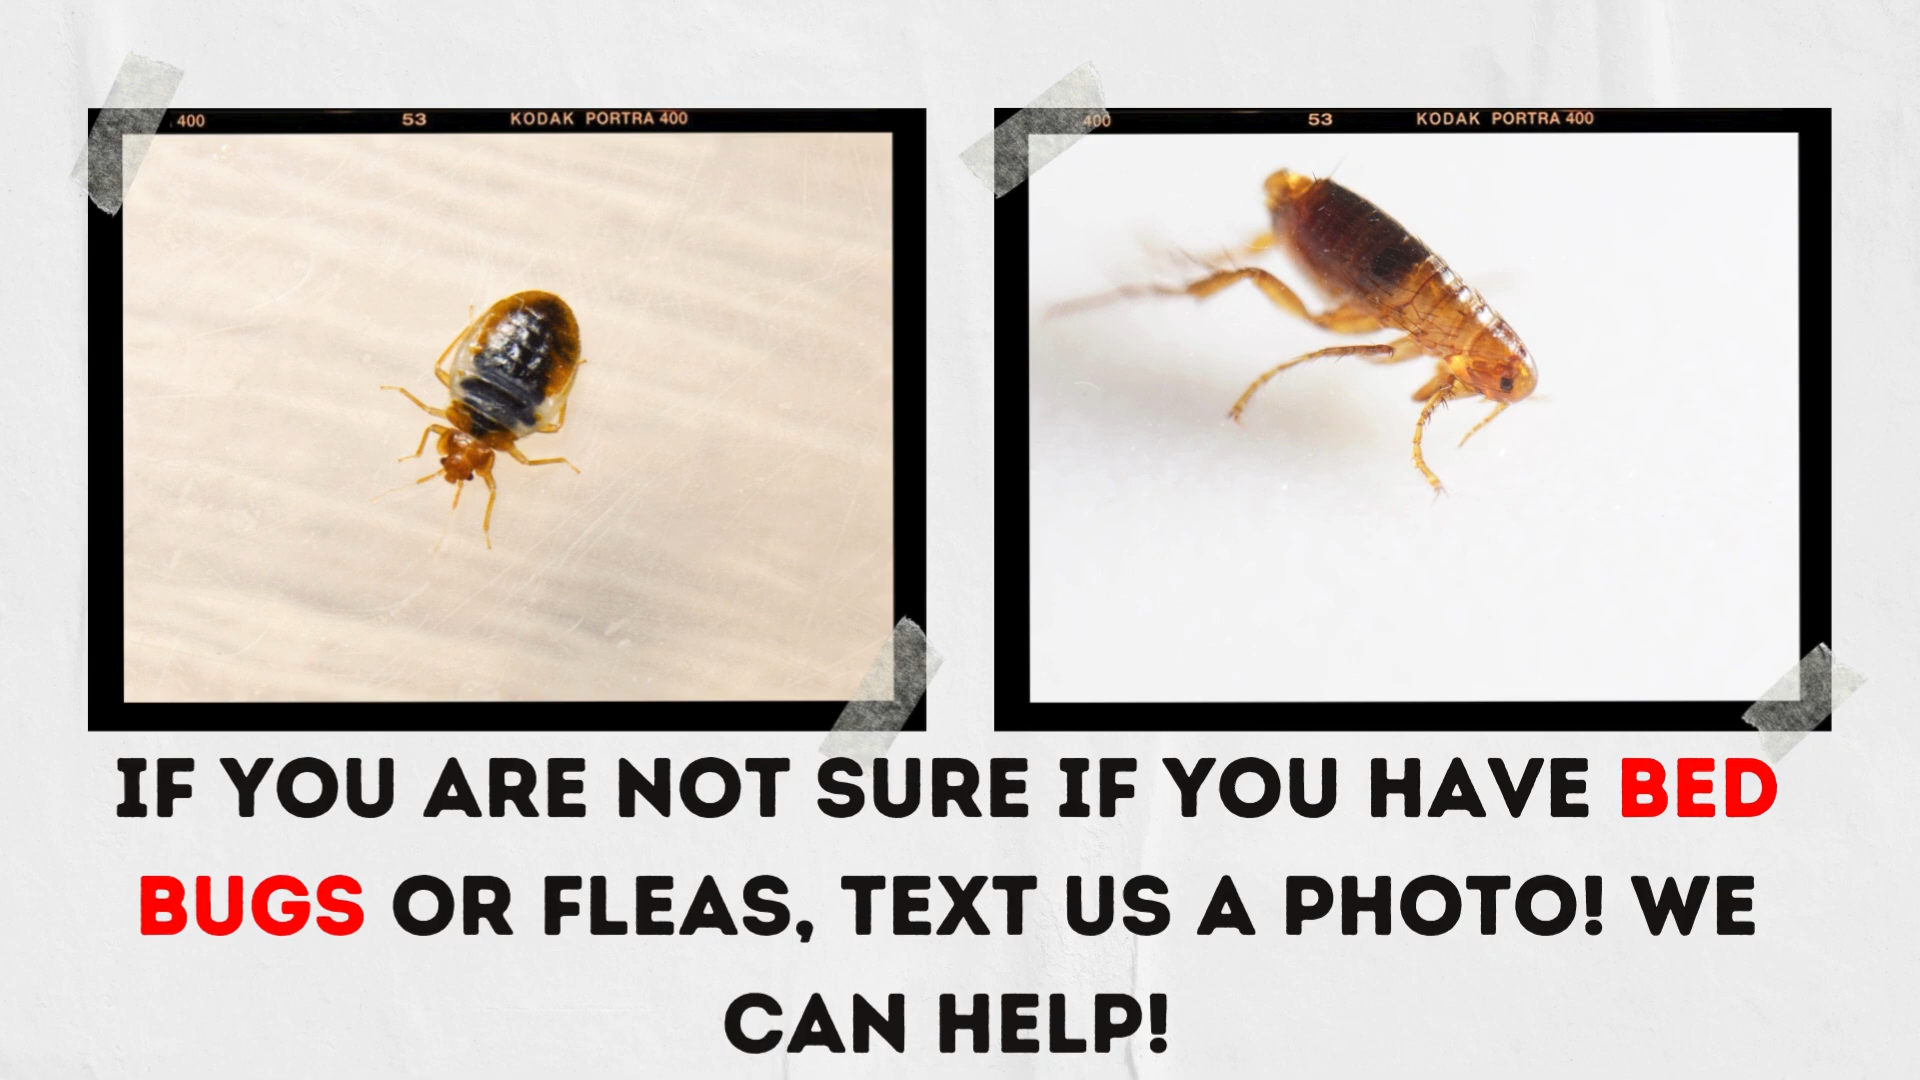 400 53 KODAK PORTRA 400
400 53 KODAK PORTRA 400
IF YOU ARE NOT SURE IF YOU HAVE BED
BUGS OR FLEAS, TEXT US A PHOTO! WE
CAN HELP!